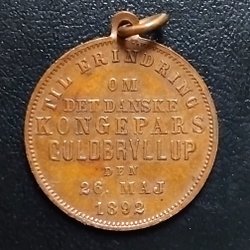 TIL ERINDRING
OM
DET DANSKE
KONGEPARS
GULDBRYLLUP
DEN
26. MAJ
1892